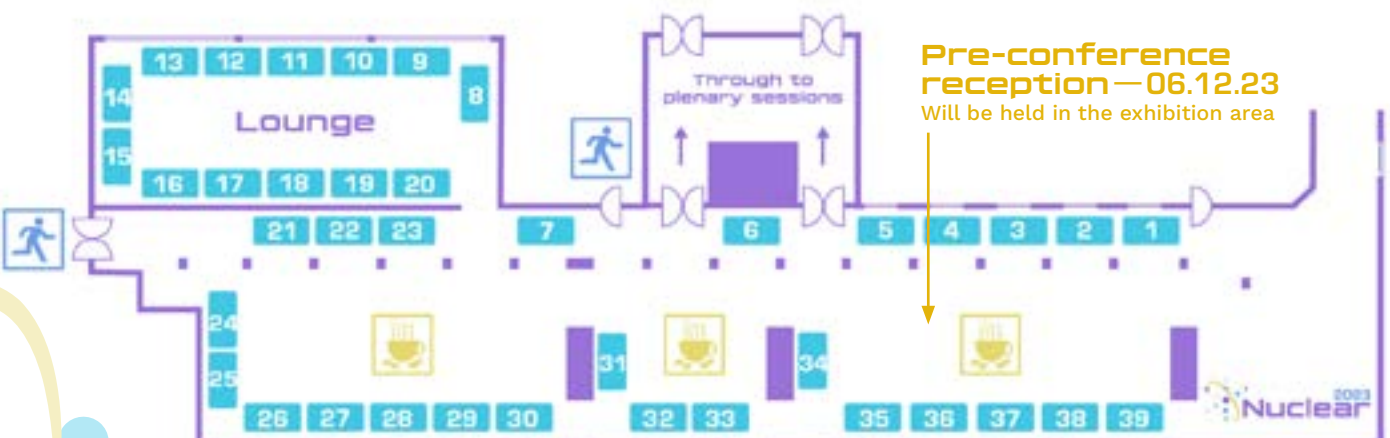 Pre-conference
reception—06.12.23
Will be held in the exhibition area
Through to
plenary sessions
13 12 11 10 9
14
8
Lounge
15
16 17 18 19 20
21 22 23 7 6 5 4 3 2 1
24
31
34
25
26 27 28 29 30 32 33 35 36 37 38 39
2023
Nuclear